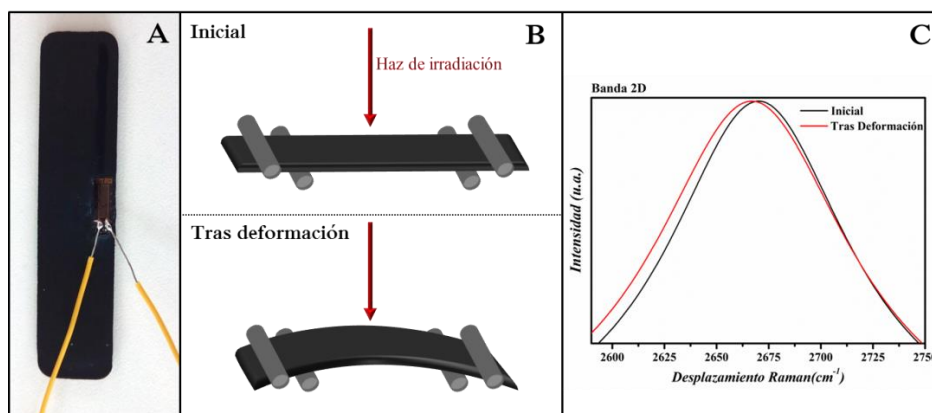 A
B
Inicial
Haz de irradiación
Tras deformación
C
Banda 2D
Inicial
Tras Deformación
Intensidad (u.a.)
2600 2625 2650 2675 2700 2725 2750
Desplazamiento Raman(cm⁻¹)